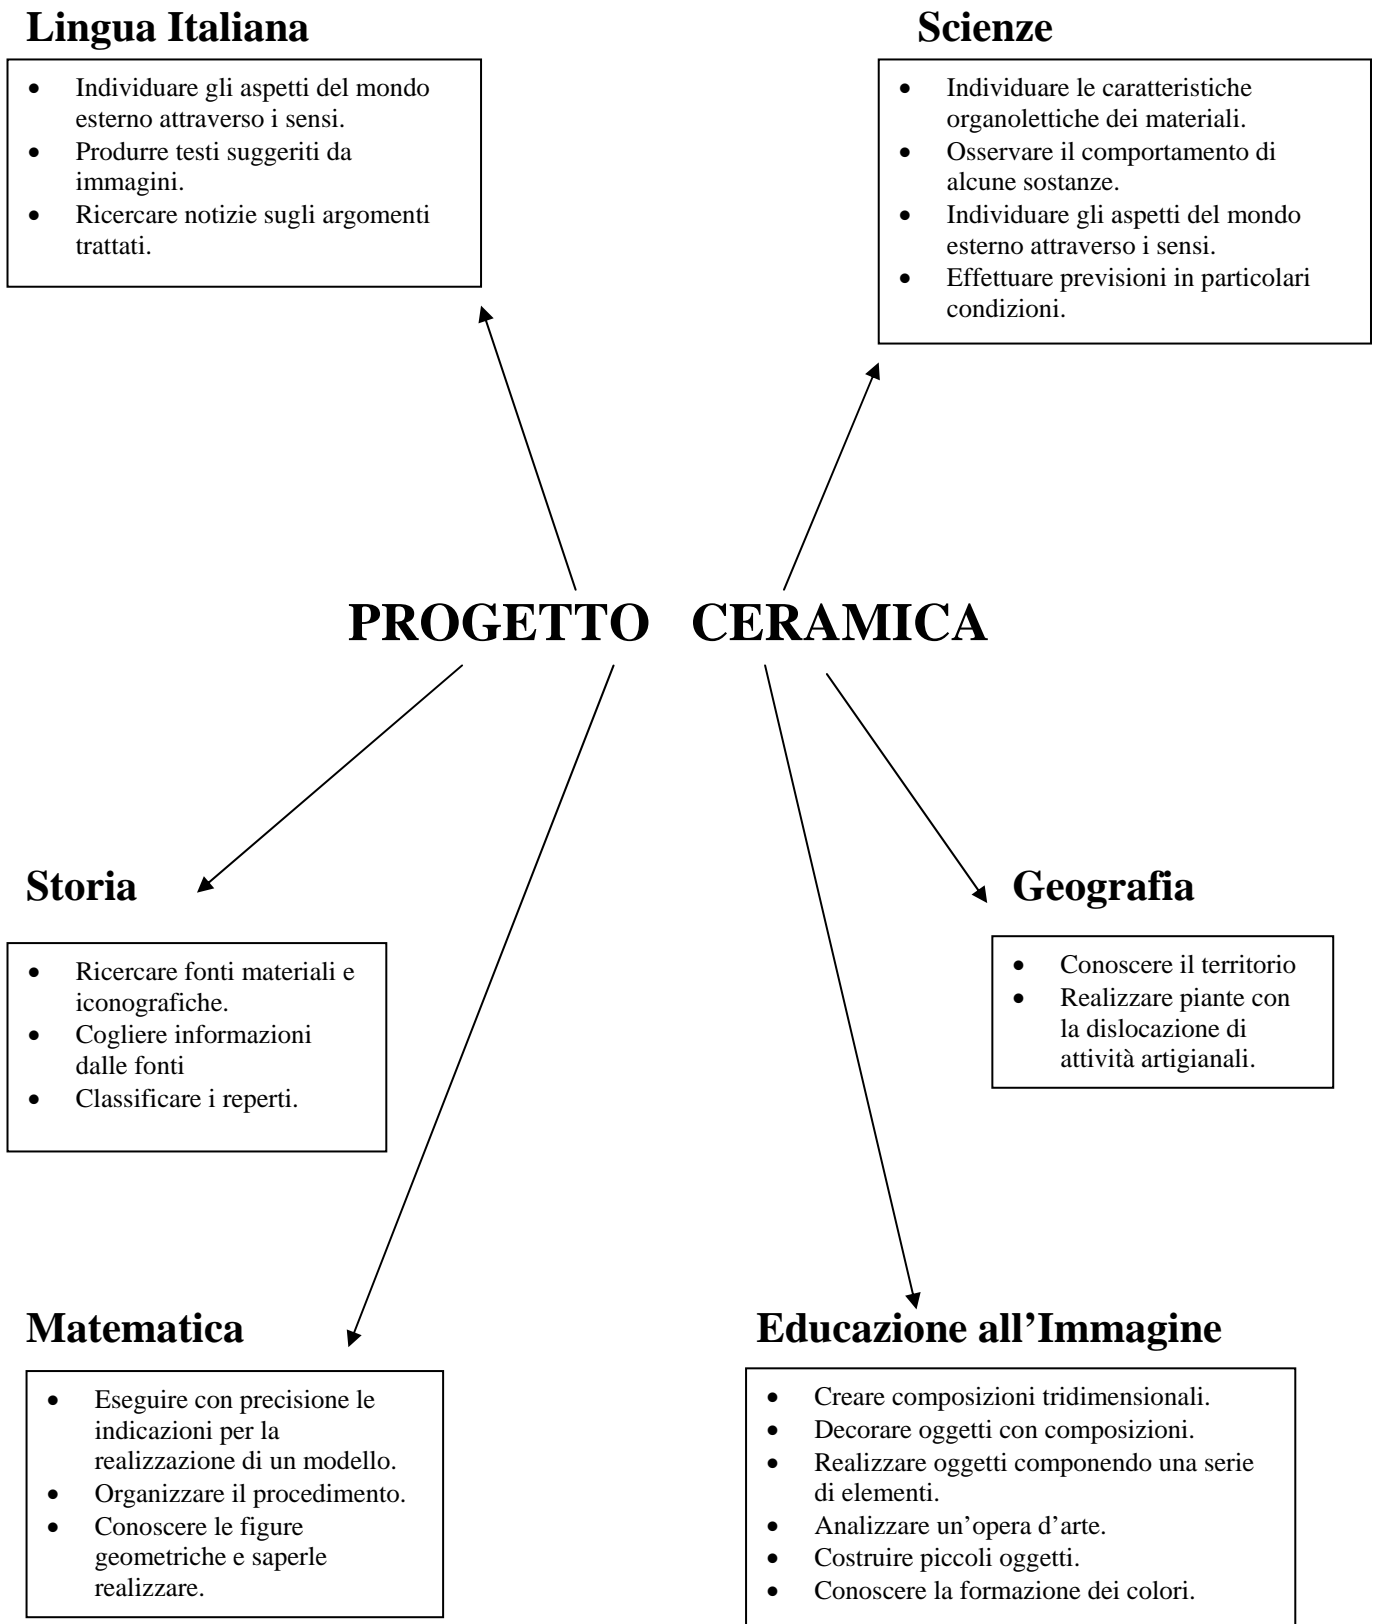 Lingua Italiana
• Individuare gli aspetti del mondo
esterno attraverso i sensi.
• Produrre testi suggeriti da
immagini.
• Ricercare notizie sugli argomenti
trattati.
Scienze
• Individuare le caratteristiche
organolettiche dei materiali.
• Osservare il comportamento di
alcune sostanze.
• Individuare gli aspetti del mondo
esterno attraverso i sensi.
• Effettuare previsioni in particolari
condizioni.
PROGETTO CERAMICA
Storia
• Ricercare fonti materiali e
iconografiche.
• Cogliere informazioni
dalle fonti
• Classificare i reperti.
Geografia
• Conoscere il territorio
• Realizzare piante con
la dislocazione di
attività artigianali.
Matematica
• Eseguire con precisione le
indicazioni per la
realizzazione di un modello.
• Organizzare il procedimento.
• Conoscere le figure
geometriche e saperle
realizzare.
Educazione all’Immagine
• Creare composizioni tridimensionali.
• Decorare oggetti con composizioni.
• Realizzare oggetti componendo una serie
di elementi.
• Analizzare un’opera d’arte.
• Costruire piccoli oggetti.
• Conoscere la formazione dei colori.